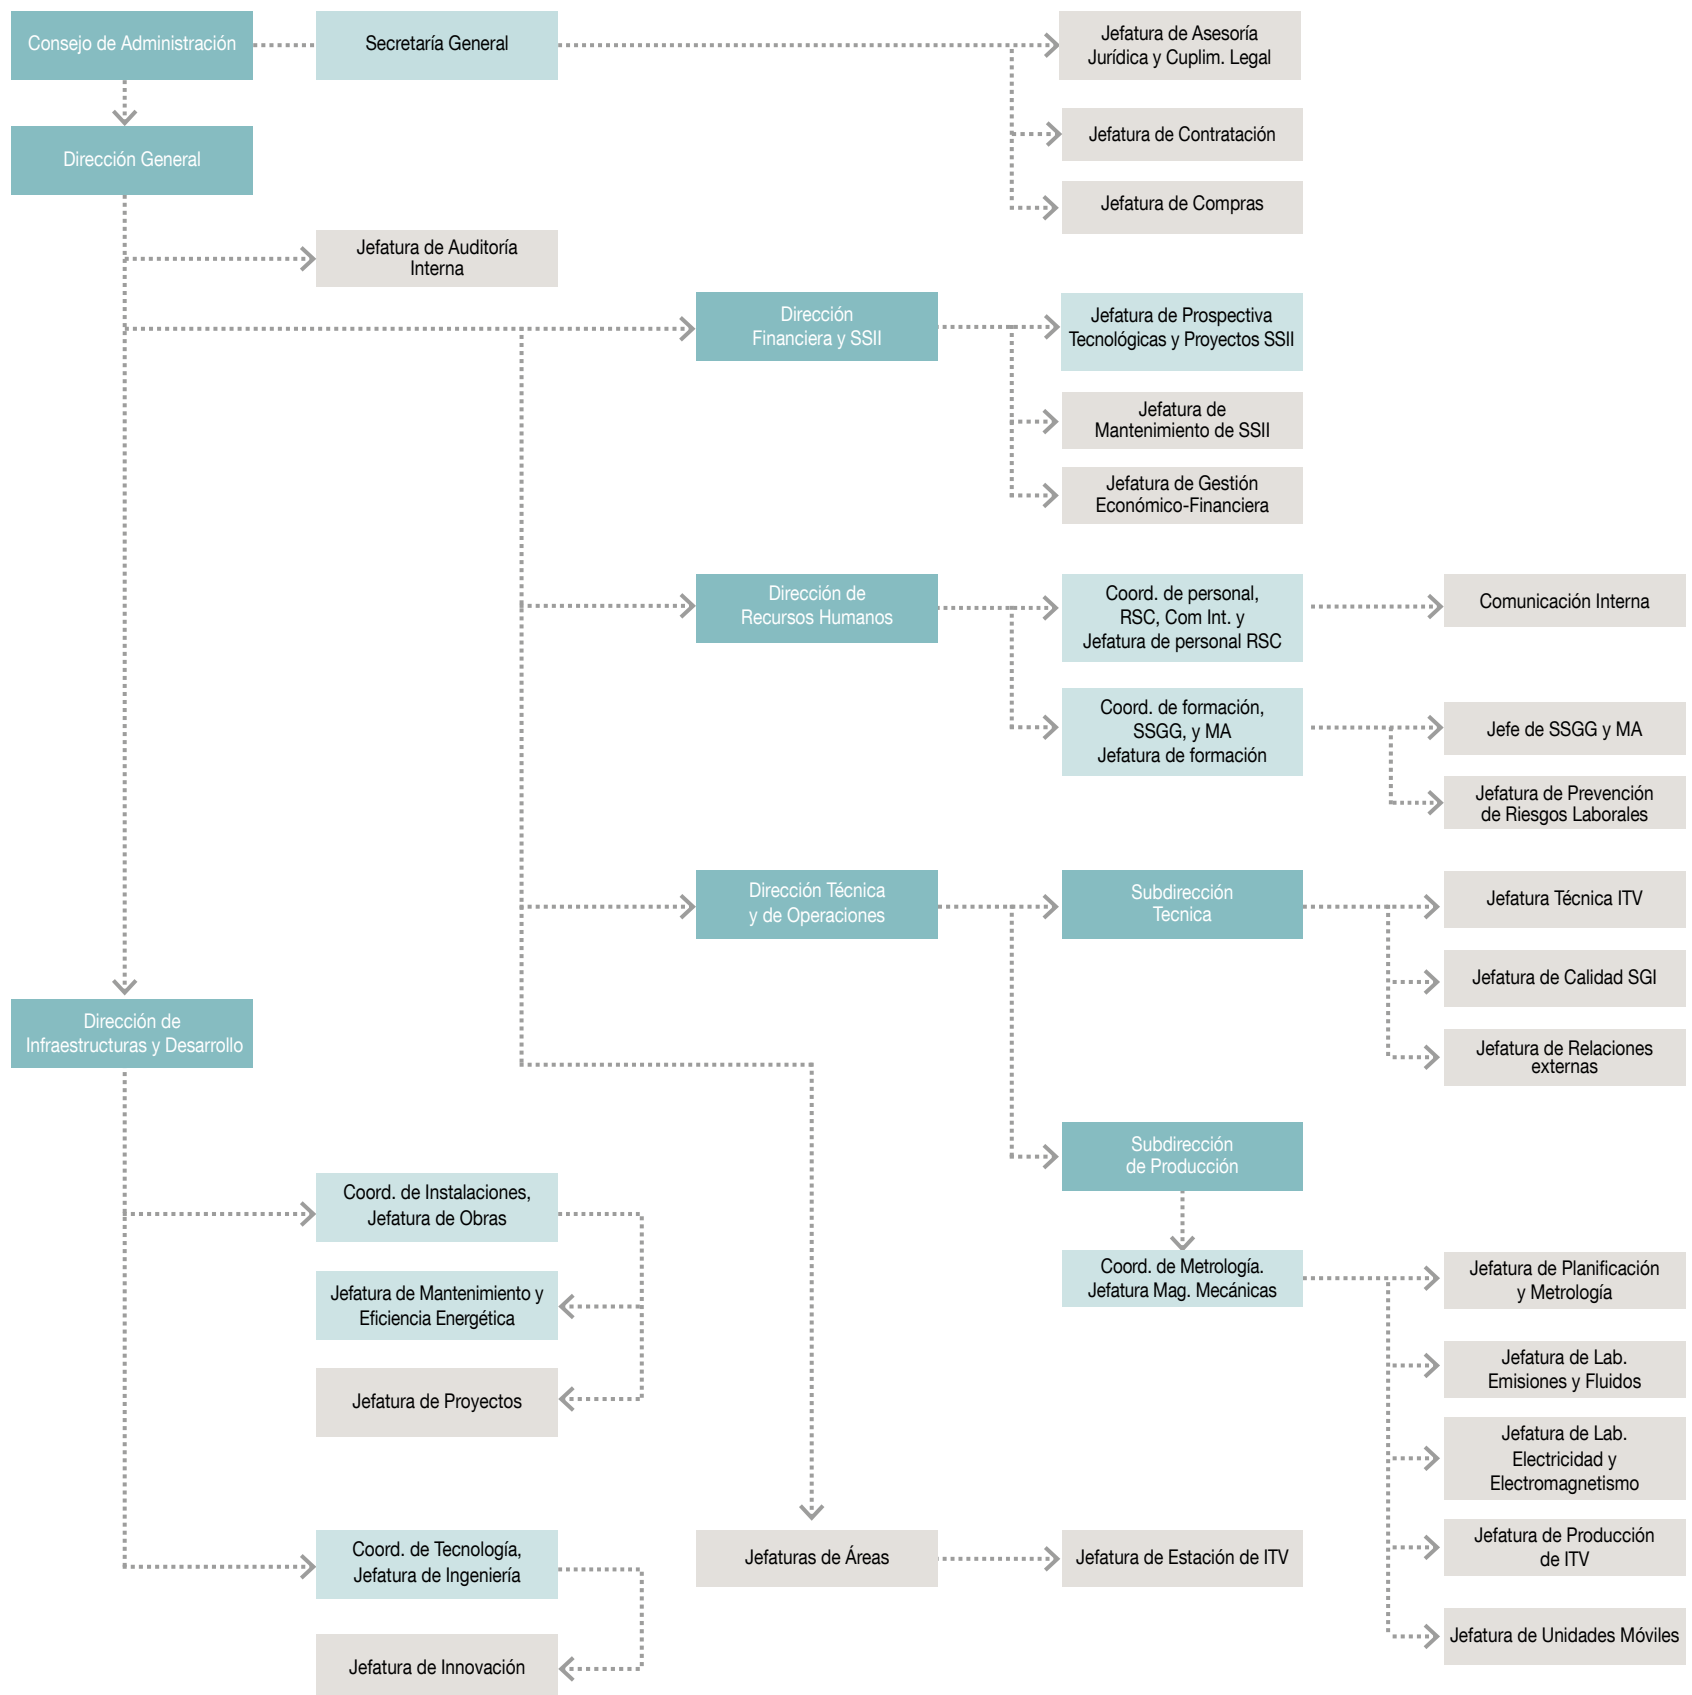 Consejo de Administración
Secretaría General
Jefatura de Asesoría
Jurídica y Cuplim. Legal
Jefatura de Contratación
Dirección General
Jefatura de Compras
Jefatura de Auditoría
Interna
Dirección
Financiera y SSII
Jefatura de Prospectiva
Tecnológicas y Proyectos SSII
Jefatura de
Mantenimiento de SSII
Jefatura de Gestión
Económico-Financiera
Dirección de
Recursos Humanos
Coord. de personal,
RSC, Com Int. y
Jefatura de personal RSC
Comunicación Interna
Coord. de formación,
SSGG, y MA
Jefatura de formación
Jefe de SSGG y MA
Jefatura de Prevención
de Riesgos Laborales
Dirección Técnica
y de Operaciones
Subdirección
Tecnica
Jefatura Técnica ITV
Jefatura de Calidad SGI
Jefatura de Relaciones
externas
Dirección de
Infraestructuras y Desarrollo
Subdirección
de Producción
Coord. de Instalaciones,
Jefatura de Obras
Coord. de Metrología.
Jefatura Mag. Mecánicas
Jefatura de Planificación
y Metrología
Jefatura de Mantenimiento y
Eficiencia Energética
Jefatura de Lab.
Emisiones y Fluidos
Jefatura de Proyectos
Jefatura de Lab.
Electricidad y
Electromagnetismo
Coord. de Tecnología,
Jefatura de Ingeniería
Jefaturas de Áreas
Jefatura de Estación de ITV
Jefatura de Producción
de ITV
Jefatura de Innovación
Jefatura de Unidades Móviles